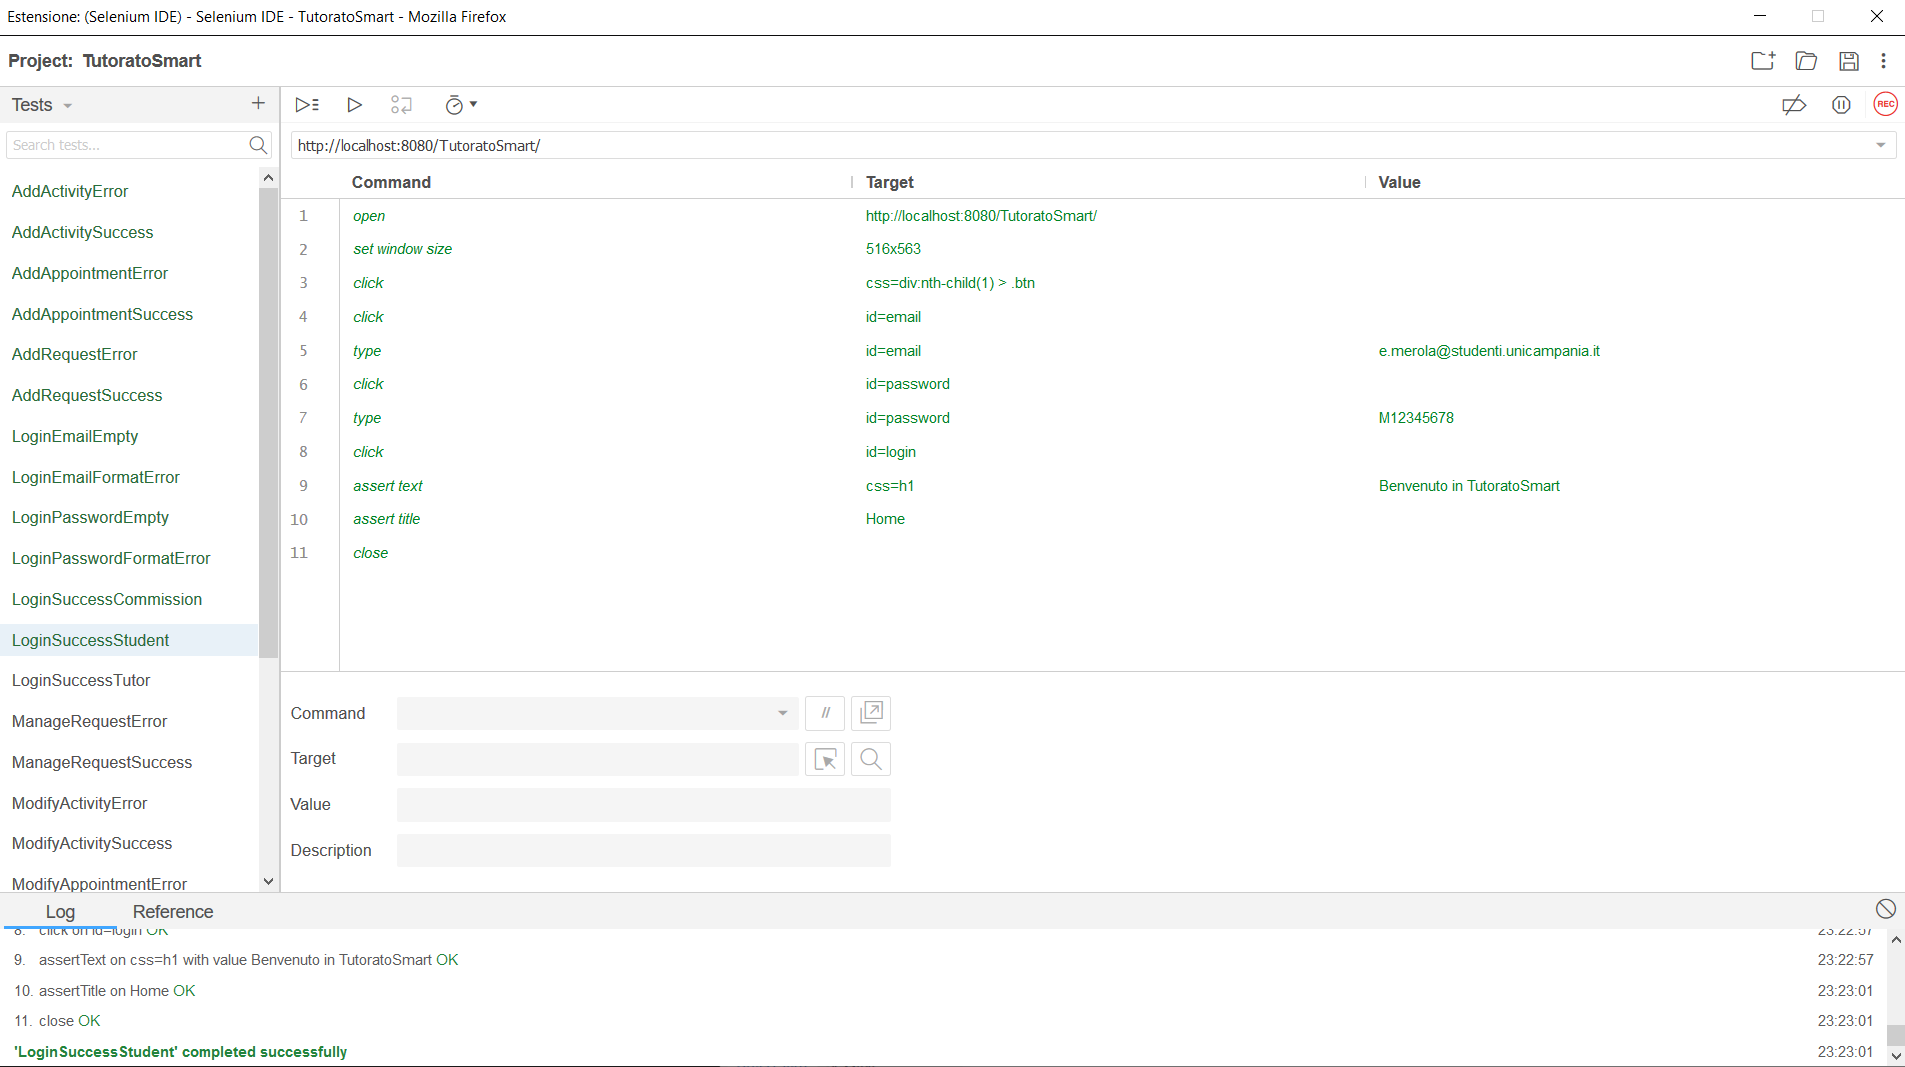 Estensione: (Selenium IDE) - Selenium IDE - TutoratoSmart - Mozilla Firefox
Project: TutoratoSmart
Tests
REC
Search tests...
http://localhost:8080/TutoratoSmart/
Command Target Value
1 open http://localhost:8080/TutoratoSmart/
2 set window size 516x563
3 click css=div:nth-child(1) > .btn
4 click id=email
5 type id=email e.merola@studenti.unicampania.it
6 click id=password
7 type id=password M12345678
8 click id=login
9 assert text css=h1 Benvenuto in TutoratoSmart
10 assert title Home
11 close
AddActivityError
AddActivitySuccess
AddAppointmentError
AddAppointmentSuccess
AddRequestError
AddRequestSuccess
LoginEmailEmpty
LoginEmailFormatError
LoginPasswordEmpty
LoginPasswordFormatError
LoginSuccessCommission
LoginSuccessStudent
LoginSuccessTutor
ManageRequestError
ManageRequestSuccess
ModifyActivityError
ModifyActivitySuccess
ModifyAppointmentError
Command //
Target
Value
Description
Log Reference
8. click on id=login OK 23:22:57
9. assertText on css=h1 with value Benvenuto in TutoratoSmart OK 23:22:57
10. assertTitle on Home OK 23:23:01
11. close OK 23:23:01
'LoginSuccessStudent' completed successfully 23:23:01